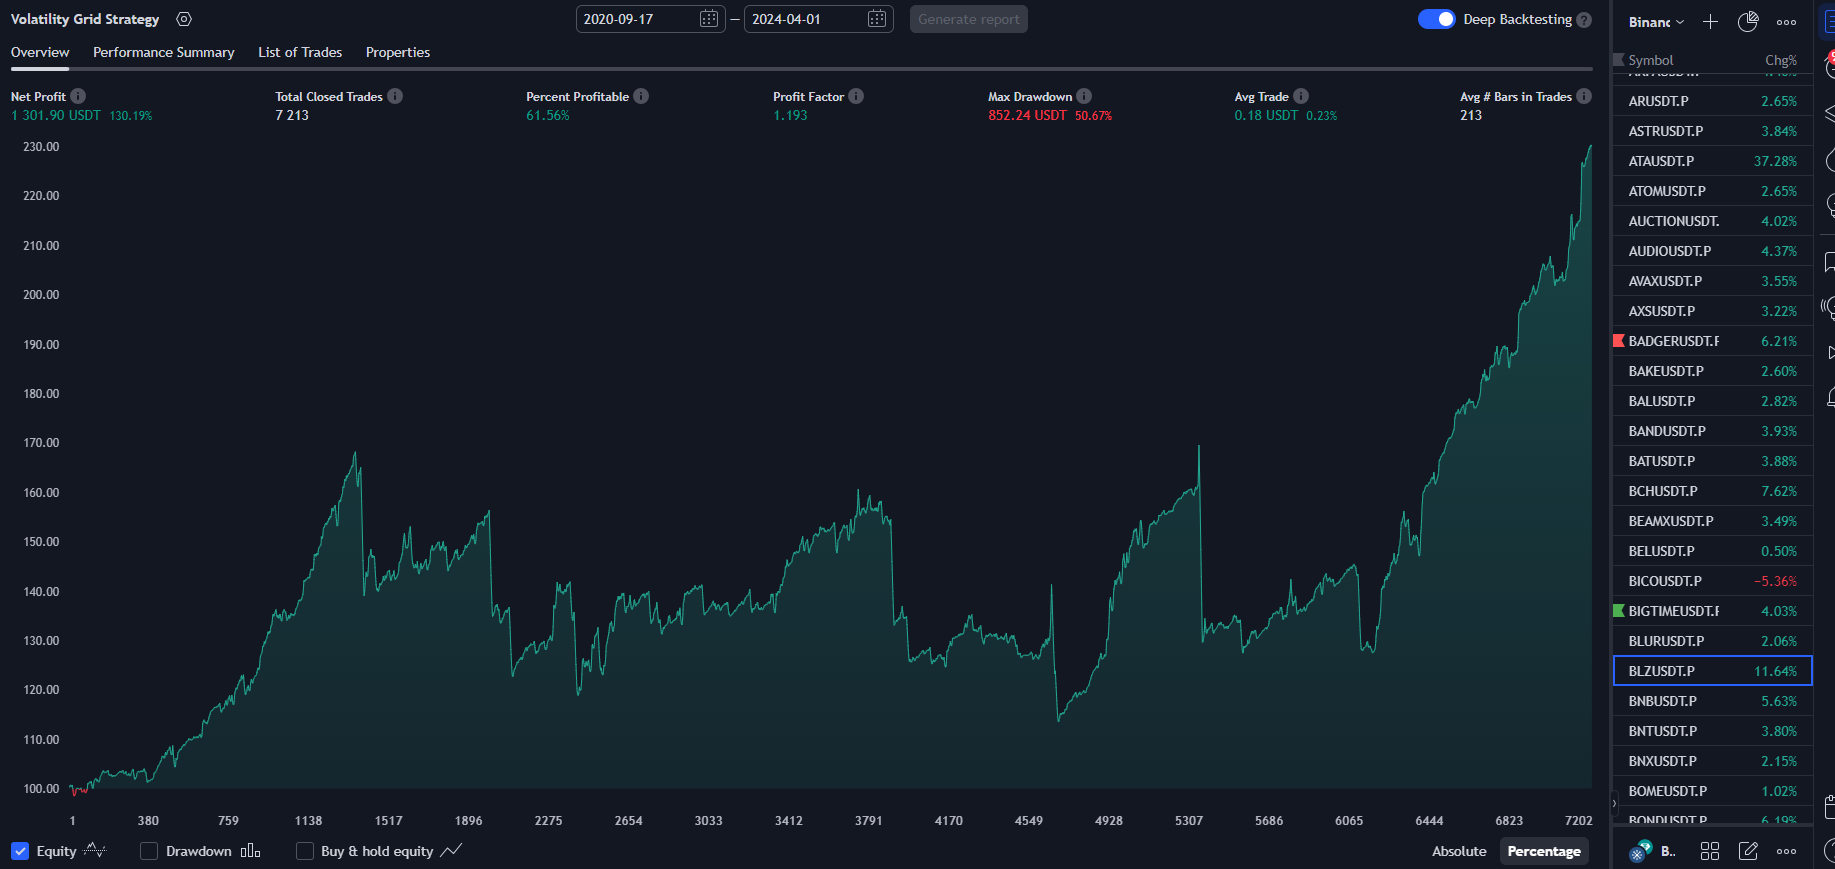 Volatility Grid Strategy
2020-09-17 — 2024-04-01 Generate report
Deep Backtesting ?
Overview Performance Summary List of Trades Properties
Net Profit i
1 301.90 USDT 130.19%
Total Closed Trades i
7 213
Percent Profitable i
61.56%
Profit Factor i
1.193
Max Drawdown i
852.24 USDT 50.67%
Avg Trade i
0.18 USDT 0.23%
Avg # Bars in Trades i
213
230.00
220.00
210.00
200.00
190.00
180.00
170.00
160.00
150.00
140.00
130.00
120.00
110.00
100.00
1 380 759 1138 1517 1896 2275 2654 3033 3412 3791 4170 4549 4928 5307 5686 6065 6444 6823 7202
Equity Drawdown Buy & hold equity
Absolute Percentage
Binanc
Symbol Chg%
ARUSDT.P 2.65%
ASTRUSDT.P 3.84%
ATAUSDT.P 37.28%
ATOMUSDT.P 2.65%
AUCTIONUSDT. 4.02%
AUDIOUSDT.P 4.37%
AVAXUSDT.P 3.55%
AXSUSDT.P 3.22%
BADGERUSDT.F 6.21%
BAKEUSDT.P 2.60%
BALUSDT.P 2.82%
BANDUSDT.P 3.93%
BATUSDT.P 3.88%
BCHUSDT.P 7.62%
BEAMXUSDT.P 3.49%
BELUSDT.P 0.50%
BICOUSDT.P −5.36%
BIGTIMEUSDT.F 4.03%
BLURUSDT.P 2.06%
BLZUSDT.P 11.64%
BNBUSDT.P 5.63%
BNTUSDT.P 3.80%
BNXUSDT.P 2.15%
BOMEUSDT.P 1.02%
BONDUSDT.P 6.19%
B..